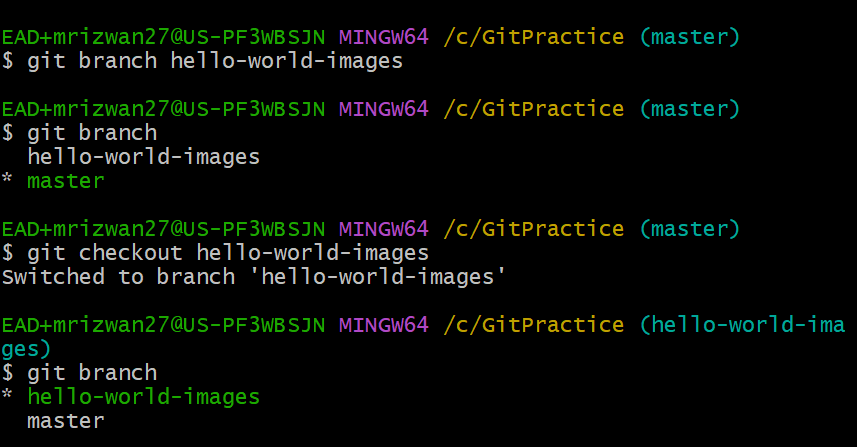 EAD+mrizwan27@US-PF3WBSJN MINGW64 /c/GitPractice (master)
$ git branch hello-world-images
EAD+mrizwan27@US-PF3WBSJN MINGW64 /c/GitPractice (master)
$ git branch
  hello-world-images
* master
EAD+mrizwan27@US-PF3WBSJN MINGW64 /c/GitPractice (master)
$ git checkout hello-world-images
Switched to branch 'hello-world-images'
EAD+mrizwan27@US-PF3WBSJN MINGW64 /c/GitPractice (hello-world-ima
ges)
$ git branch
* hello-world-images
  master